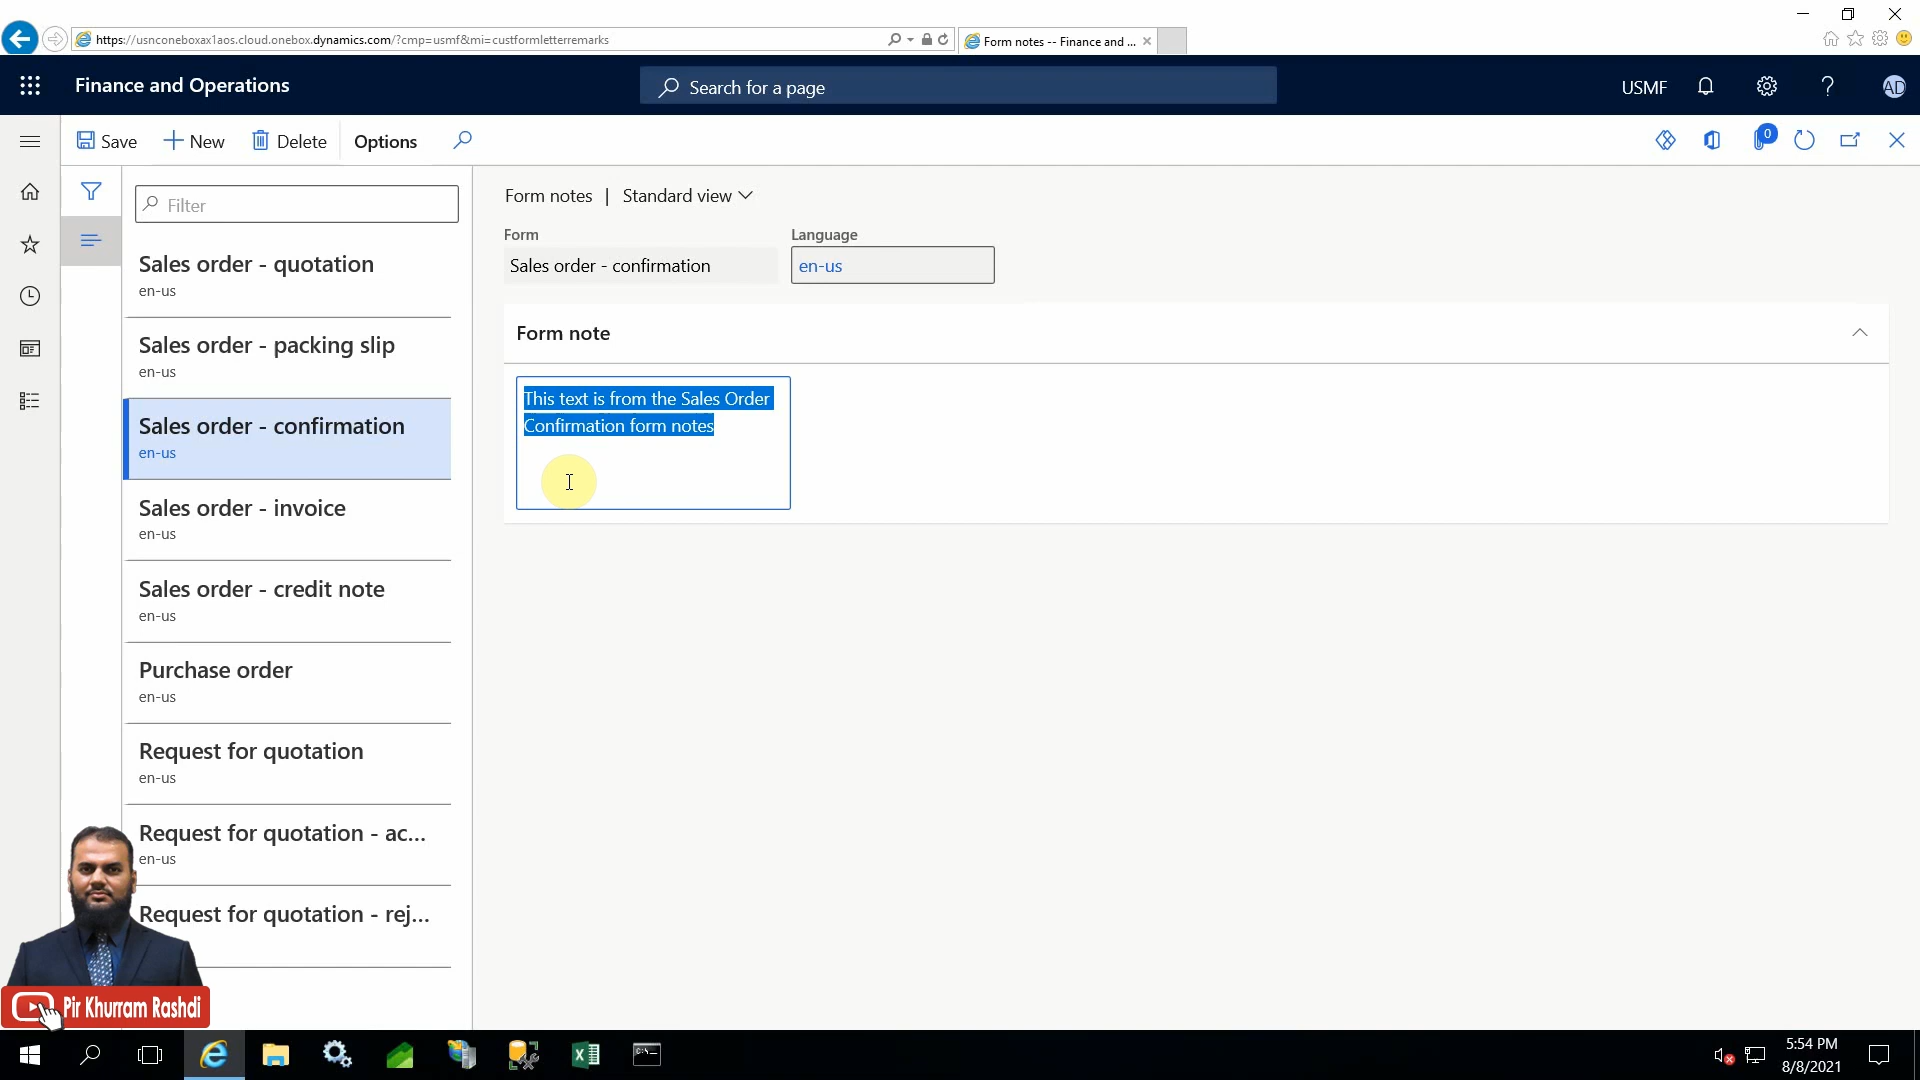 https://usnconeboxax1aos.cloud.onebox.dynamics.com/?cmp=usmf&mi=custformletterremarks
Form notes -- Finance and ...
Finance and Operations
Search for a page
USMF
AD
Save
New
Delete
Options
0
Filter
Sales order - quotation
en-us
Sales order - packing slip
en-us
Sales order - confirmation
en-us
Sales order - invoice
en-us
Sales order - credit note
en-us
Purchase order
en-us
Request for quotation
en-us
Request for quotation - ac...
en-us
Request for quotation - rej...
Form notes | Standard view
Form
Language
Sales order - confirmation
en-us
Form note
This text is from the Sales Order
Confirmation form notes
Pir Khurram Rashdi
5:54 PM
8/8/2021